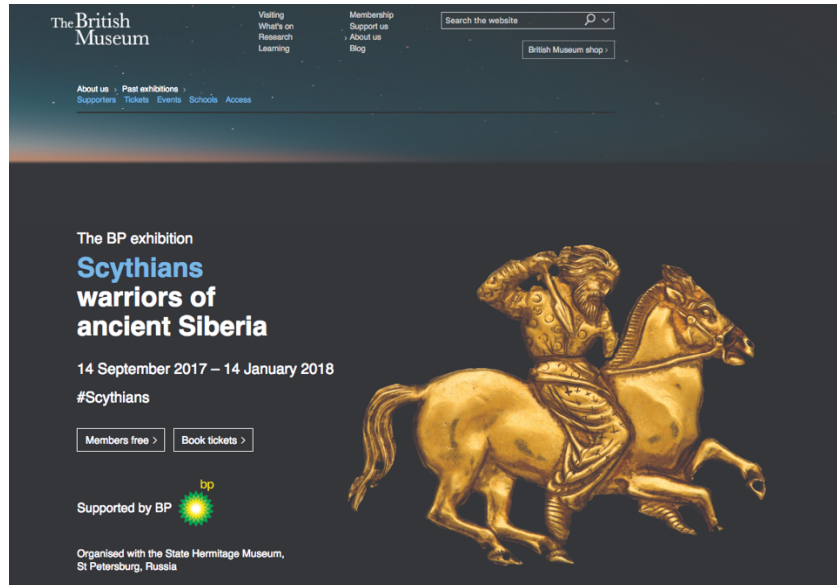 The British
Museum
Visiting
What's on
Research
Learning
Membership
Support us
› About us
Blog
Search the website
British Museum shop ›
About us › Past exhibitions ›
Supporters Tickets Events Schools Access
The BP exhibition
Scythians
warriors of
ancient Siberia
14 September 2017 – 14 January 2018
#Scythians
Members free ›
Book tickets ›
bp
Supported by BP
Organised with the State Hermitage Museum,
St Petersburg, Russia